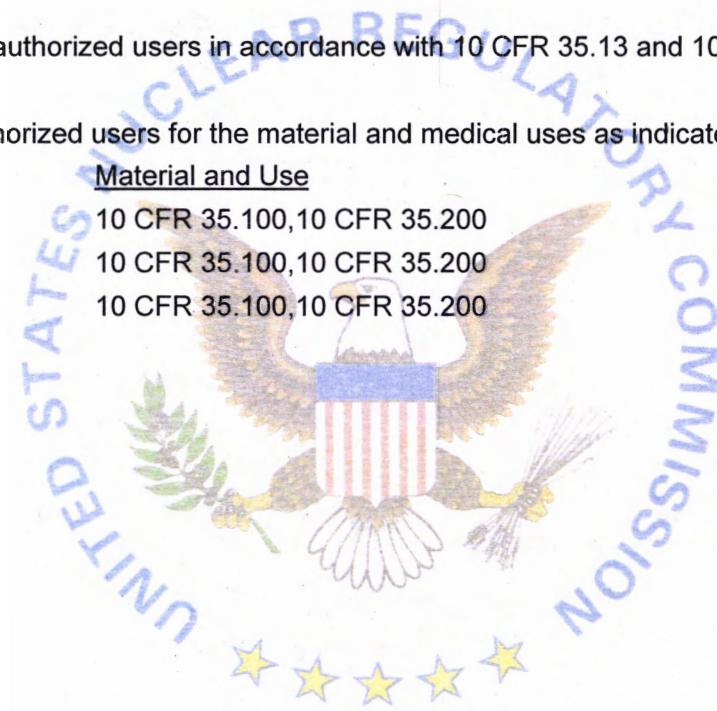 authorized users in accordance with 10 CFR 35.13 and 10
horized users for the material and medical uses as indicate
Material and Use
10 CFR 35.100,10 CFR 35.200
10 CFR 35.100,10 CFR 35.200
10 CFR 35.100,10 CFR 35.200
UNITED STATES NUCLEAR REGULATORY COMMISSION